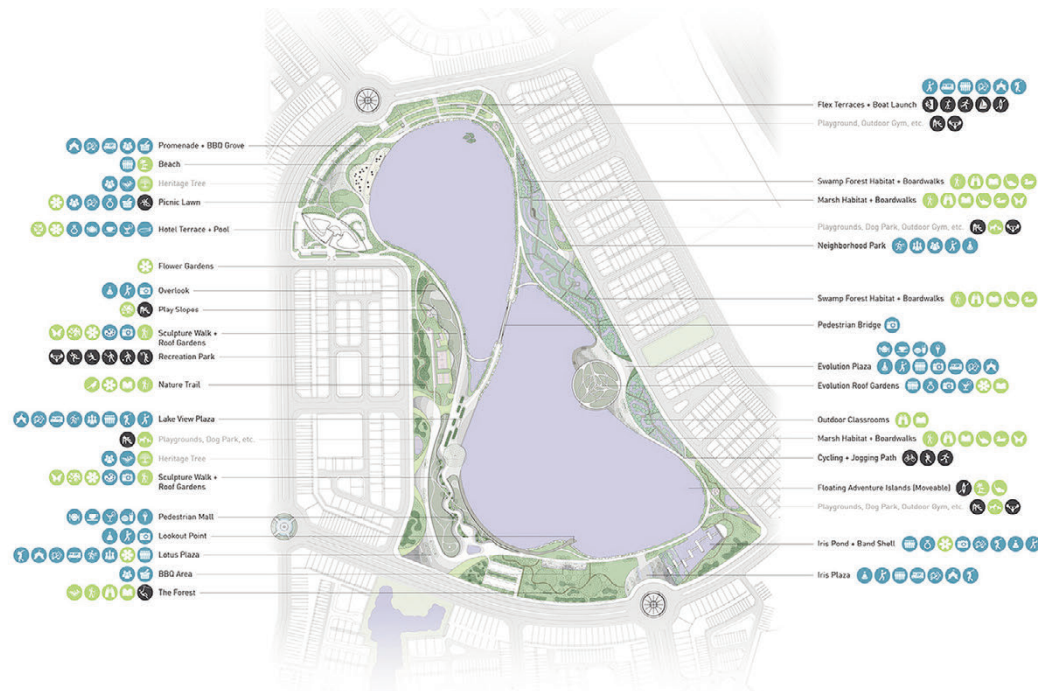 Promenade + BBQ Grove
Beach
Heritage Tree
Picnic Lawn
Hotel Terrace + Pool
Flower Gardens
Overlook
Play Slopes
Sculpture Walk +
Roof Gardens
Recreation Park
Nature Trail
Lake View Plaza
Playgrounds, Dog Park, etc.
Heritage Tree
Sculpture Walk +
Roof Gardens
Pedestrian Mall
Lookout Point
Lotus Plaza
BBQ Area
The Forest
Flex Terraces + Boat Launch
Playground, Outdoor Gym, etc.
Swamp Forest Habitat + Boardwalks
Marsh Habitat + Boardwalks
Playgrounds, Dog Park, Outdoor Gym, etc.
Neighborhood Park
Swamp Forest Habitat + Boardwalks
Pedestrian Bridge
Evolution Plaza
Evolution Roof Gardens
Outdoor Classrooms
Marsh Habitat + Boardwalks
Cycling + Jogging Path
Floating Adventure Islands (Moveable)
Playgrounds, Dog Park, Outdoor Gym, etc.
Iris Pond + Band Shell
Iris Plaza